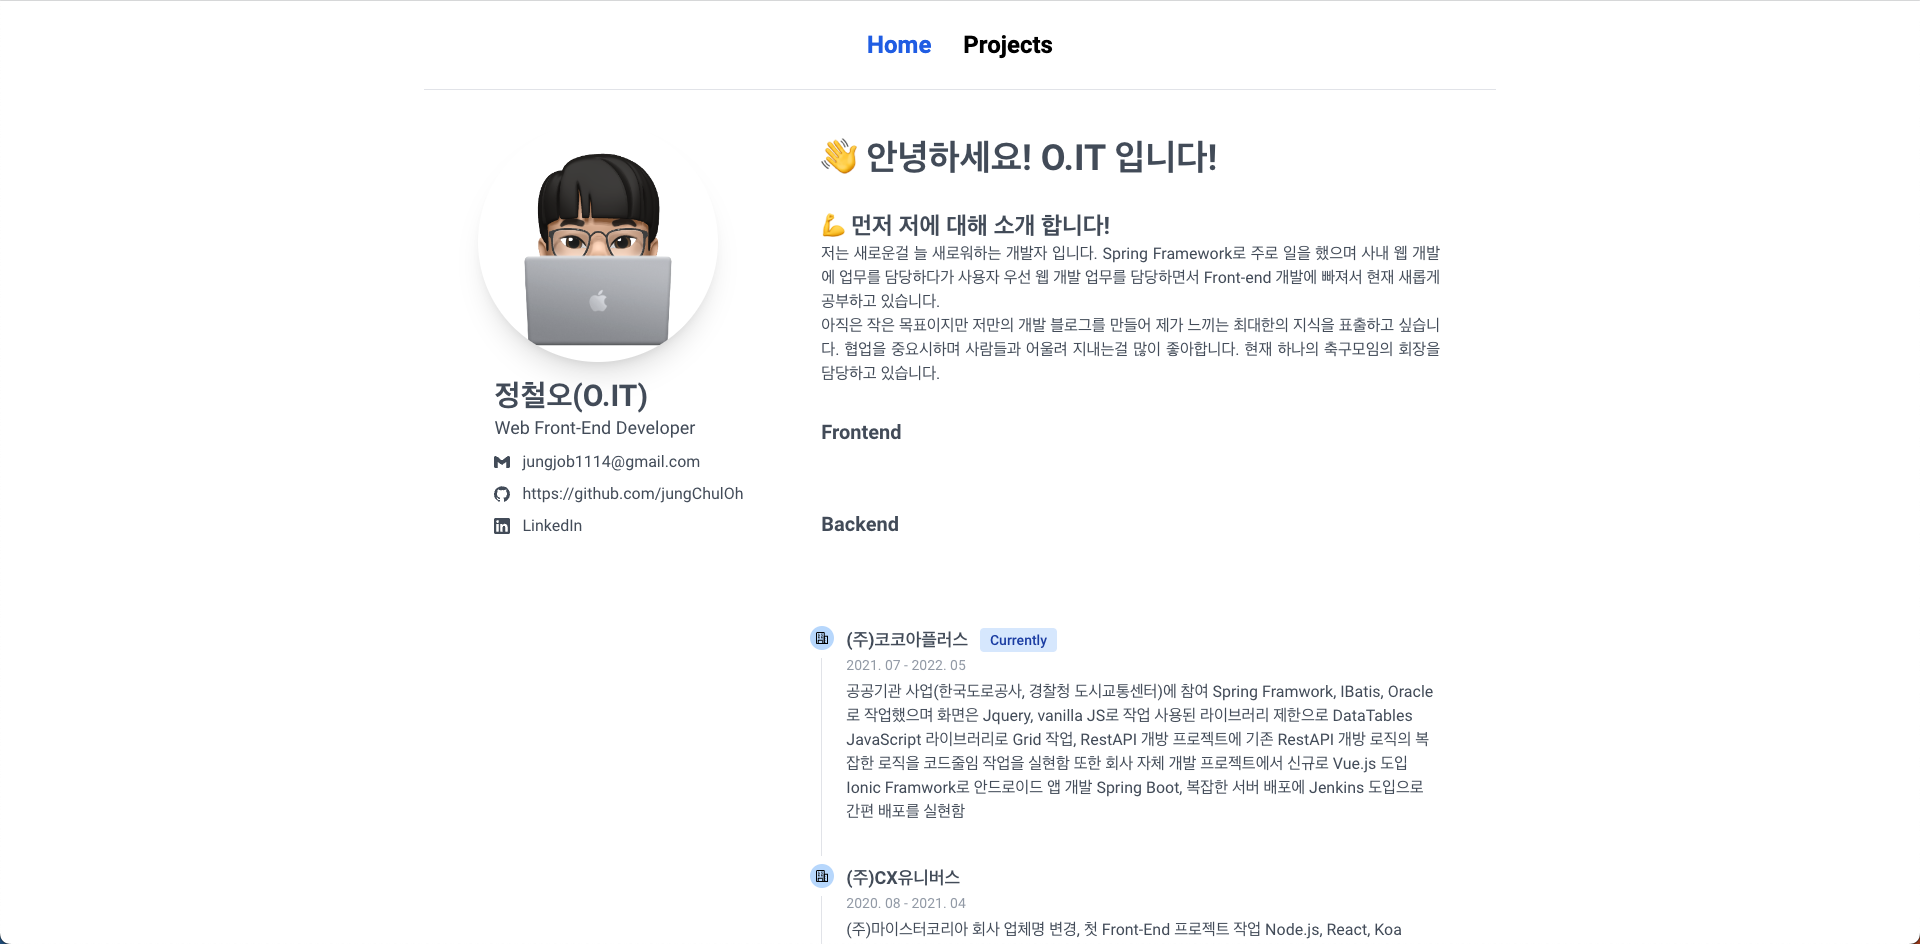 Home Projects
👋 안녕하세요! O.IT 입니다!
💪 먼저 저에 대해 소개 합니다!
저는 새로운걸 늘 새로워하는 개발자 입니다. Spring Framework로 주로 일을 했으며 사내 웹 개발
에 업무를 담당하다가 사용자 우선 웹 개발 업무를 담당하면서 Front-end 개발에 빠져서 현재 새롭게
공부하고 있습니다.
아직은 작은 목표이지만 저만의 개발 블로그를 만들어 제가 느끼는 최대한의 지식을 표출하고 싶습니
다. 협업을 중요시하며 사람들과 어울려 지내는걸 많이 좋아합니다. 현재 하나의 축구모임의 회장을
담당하고 있습니다.
정철오(O.IT)
Web Front-End Developer
jungjob1114@gmail.com
https://github.com/jungChulOh
LinkedIn
Frontend
Backend
(주)코코아플러스 Currently
2021. 07 - 2022. 05
공공기관 사업(한국도로공사, 경찰청 도시교통센터)에 참여 Spring Framwork, IBatis, Oracle
로 작업했으며 화면은 Jquery, vanilla JS로 작업 사용된 라이브러리 제한으로 DataTables
JavaScript 라이브러리로 Grid 작업, RestAPI 개방 프로젝트에 기존 RestAPI 개방 로직의 복
잡한 로직을 코드줄임 작업을 실현함 또한 회사 자체 개발 프로젝트에서 신규로 Vue.js 도입
Ionic Framwork로 안드로이드 앱 개발 Spring Boot, 복잡한 서버 배포에 Jenkins 도입으로
간편 배포를 실현함
(주)CX유니버스
2020. 08 - 2021. 04
(주)마이스터코리아 회사 업체명 변경, 첫 Front-End 프로젝트 작업 Node.js, React, Koa